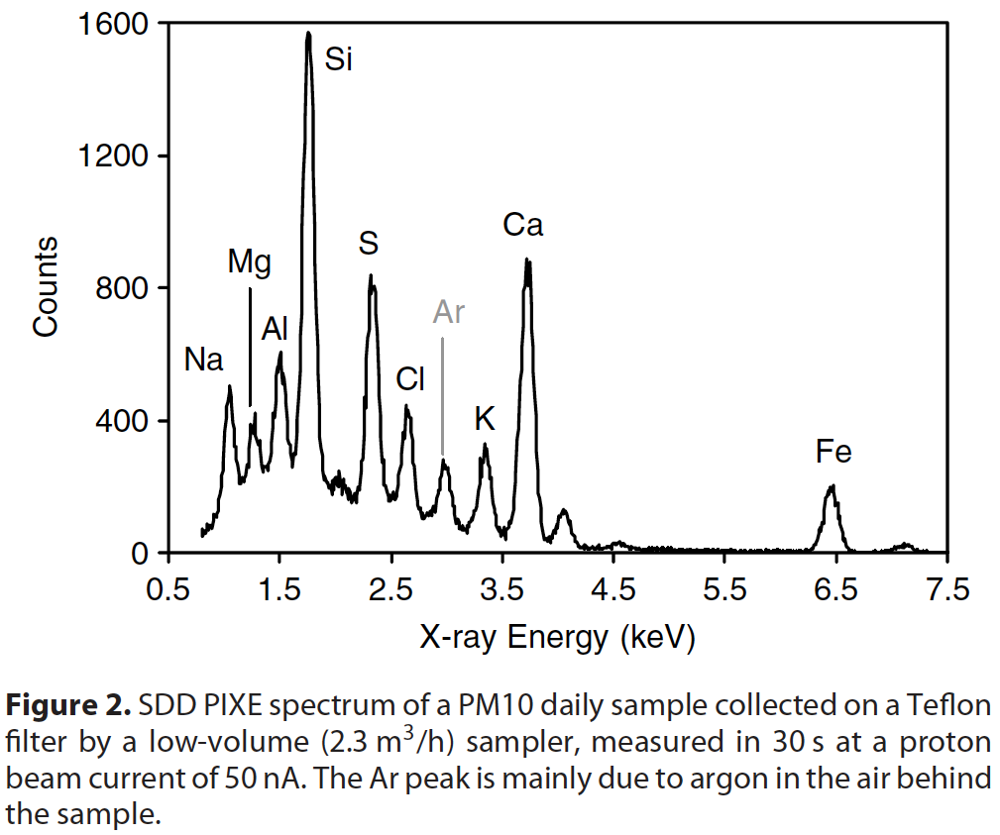 1600
Si
1200
Ca
S
Mg
800
Ar
Al
Na
Cl
K
400
Fe
0
0.5 1.5 2.5 3.5 4.5 5.5 6.5 7.5
Counts
X-ray Energy (keV)
Figure 2. SDD PIXE spectrum of a PM10 daily sample collected on a Teflon
filter by a low-volume (2.3 m³/h) sampler, measured in 30 s at a proton
beam current of 50 nA. The Ar peak is mainly due to argon in the air behind
the sample.